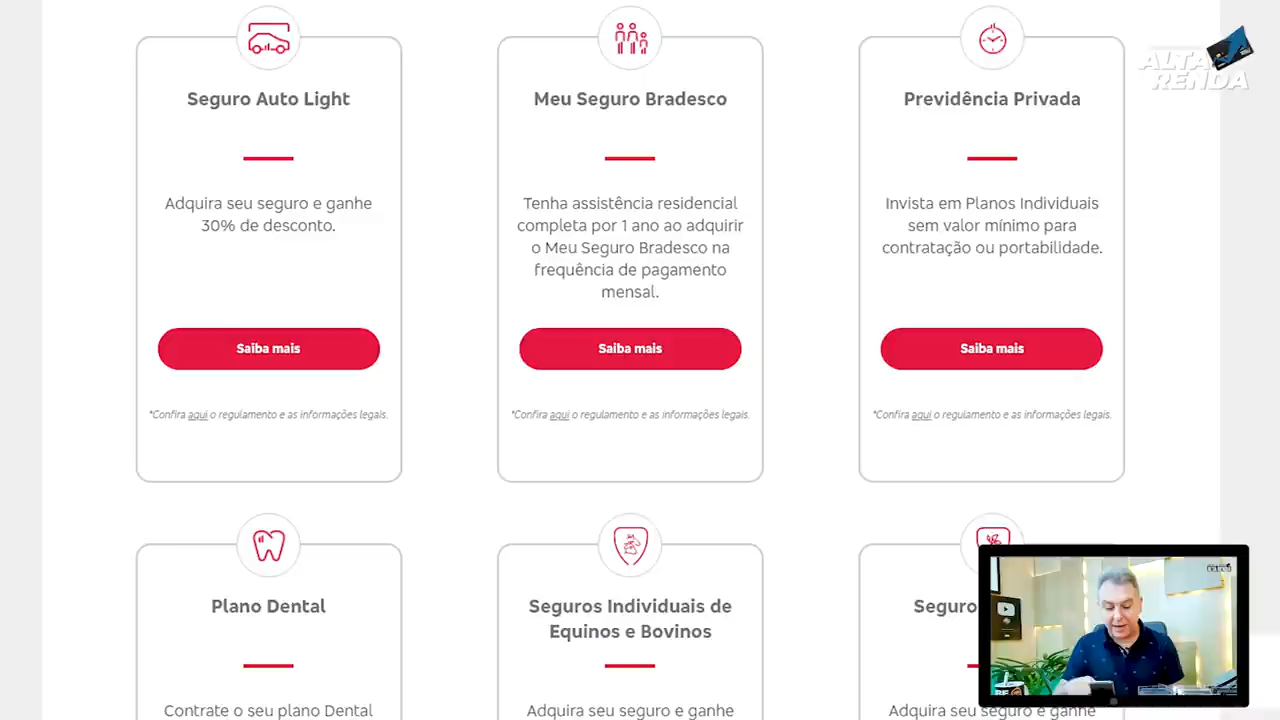 ALTA
RENDA
Seguro Auto Light
Adquira seu seguro e ganhe
30% de desconto.
Saiba mais
*Confira aqui o regulamento e as informações legais.
Meu Seguro Bradesco
Tenha assistência residencial
completa por 1 ano ao adquirir
o Meu Seguro Bradesco na
frequência de pagamento
mensal.
Saiba mais
*Confira aqui o regulamento e as informações legais.
Previdência Privada
Invista em Planos Individuais
sem valor mínimo para
contratação ou portabilidade.
Saiba mais
*Confira aqui o regulamento e as informações legais.
Plano Dental
Contrate o seu plano Dental
Seguros Individuais de
Equinos e Bovinos
Adquira seu seguro e ganhe
Seguro
Adquira seu seguro e ganhe